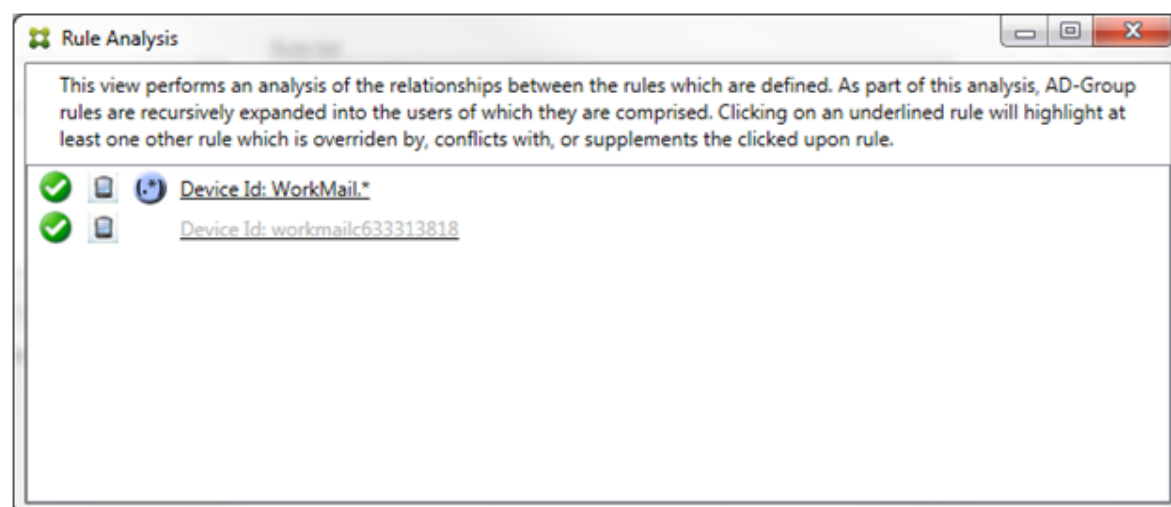 Rule Analysis
This view performs an analysis of the relationships between the rules which are defined. As part of this analysis, AD-Group
rules are recursively expanded into the users of which they are comprised. Clicking on an underlined rule will highlight at
least one other rule which is overriden by, conflicts with, or supplements the clicked upon rule.
(.*) Device Id: WorkMail.*
Device Id: workmailc633313818